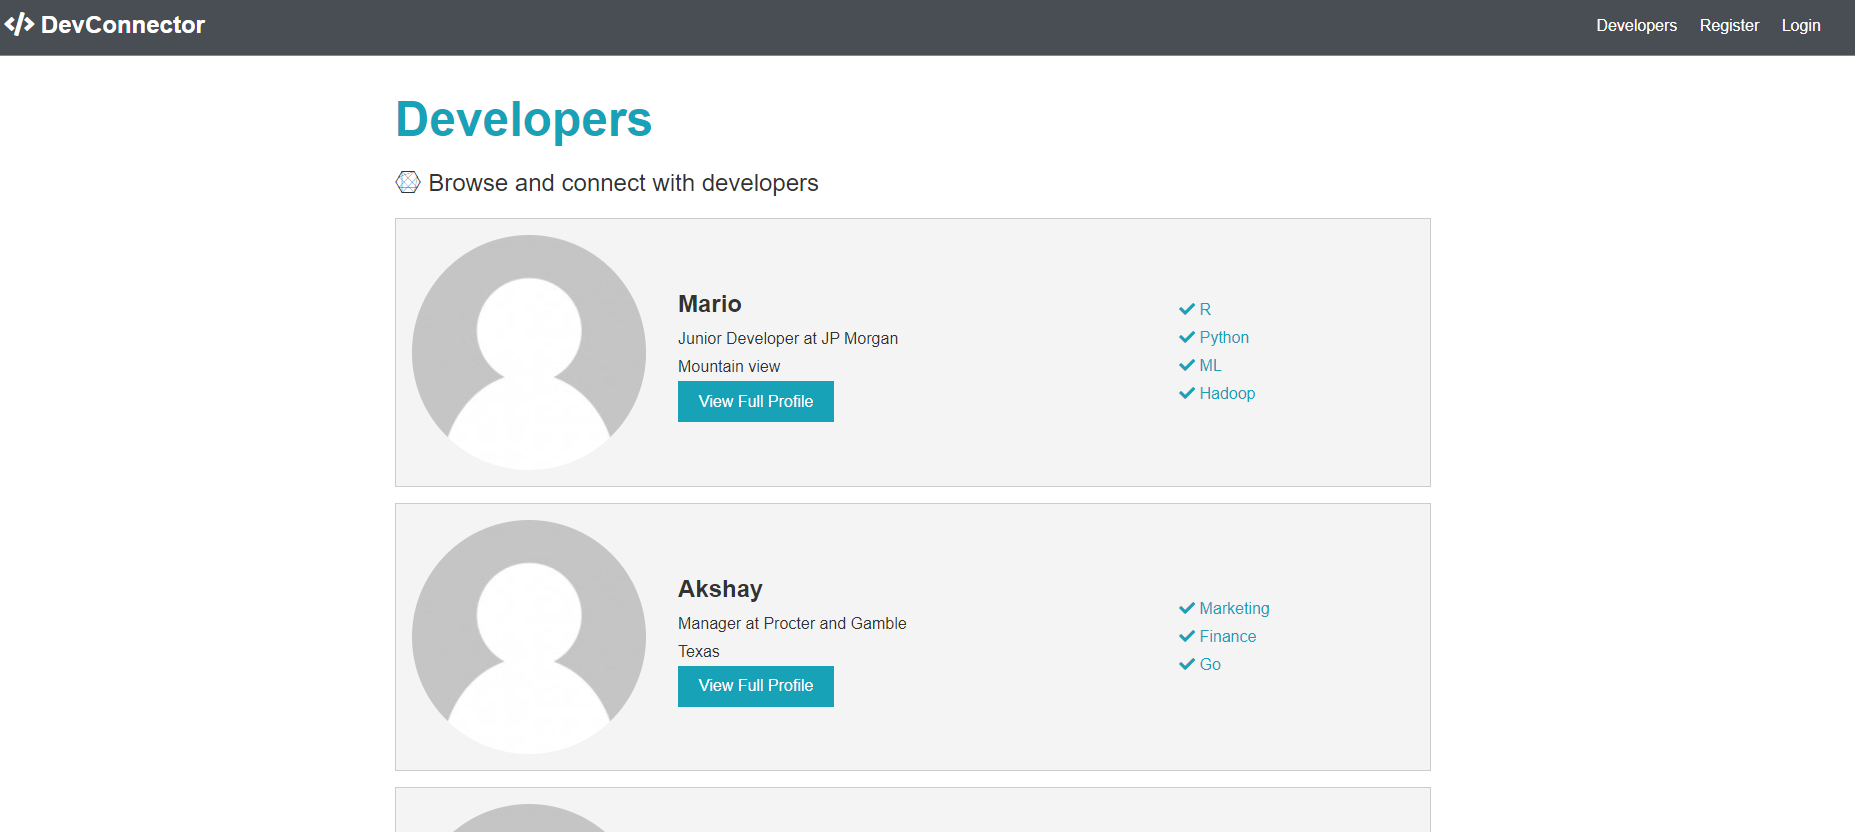 DevConnector
Developers Register Login
Developers
Browse and connect with developers
Mario
Junior Developer at JP Morgan
Mountain view
View Full Profile
R
Python
ML
Hadoop
Akshay
Manager at Procter and Gamble
Texas
View Full Profile
Marketing
Finance
Go